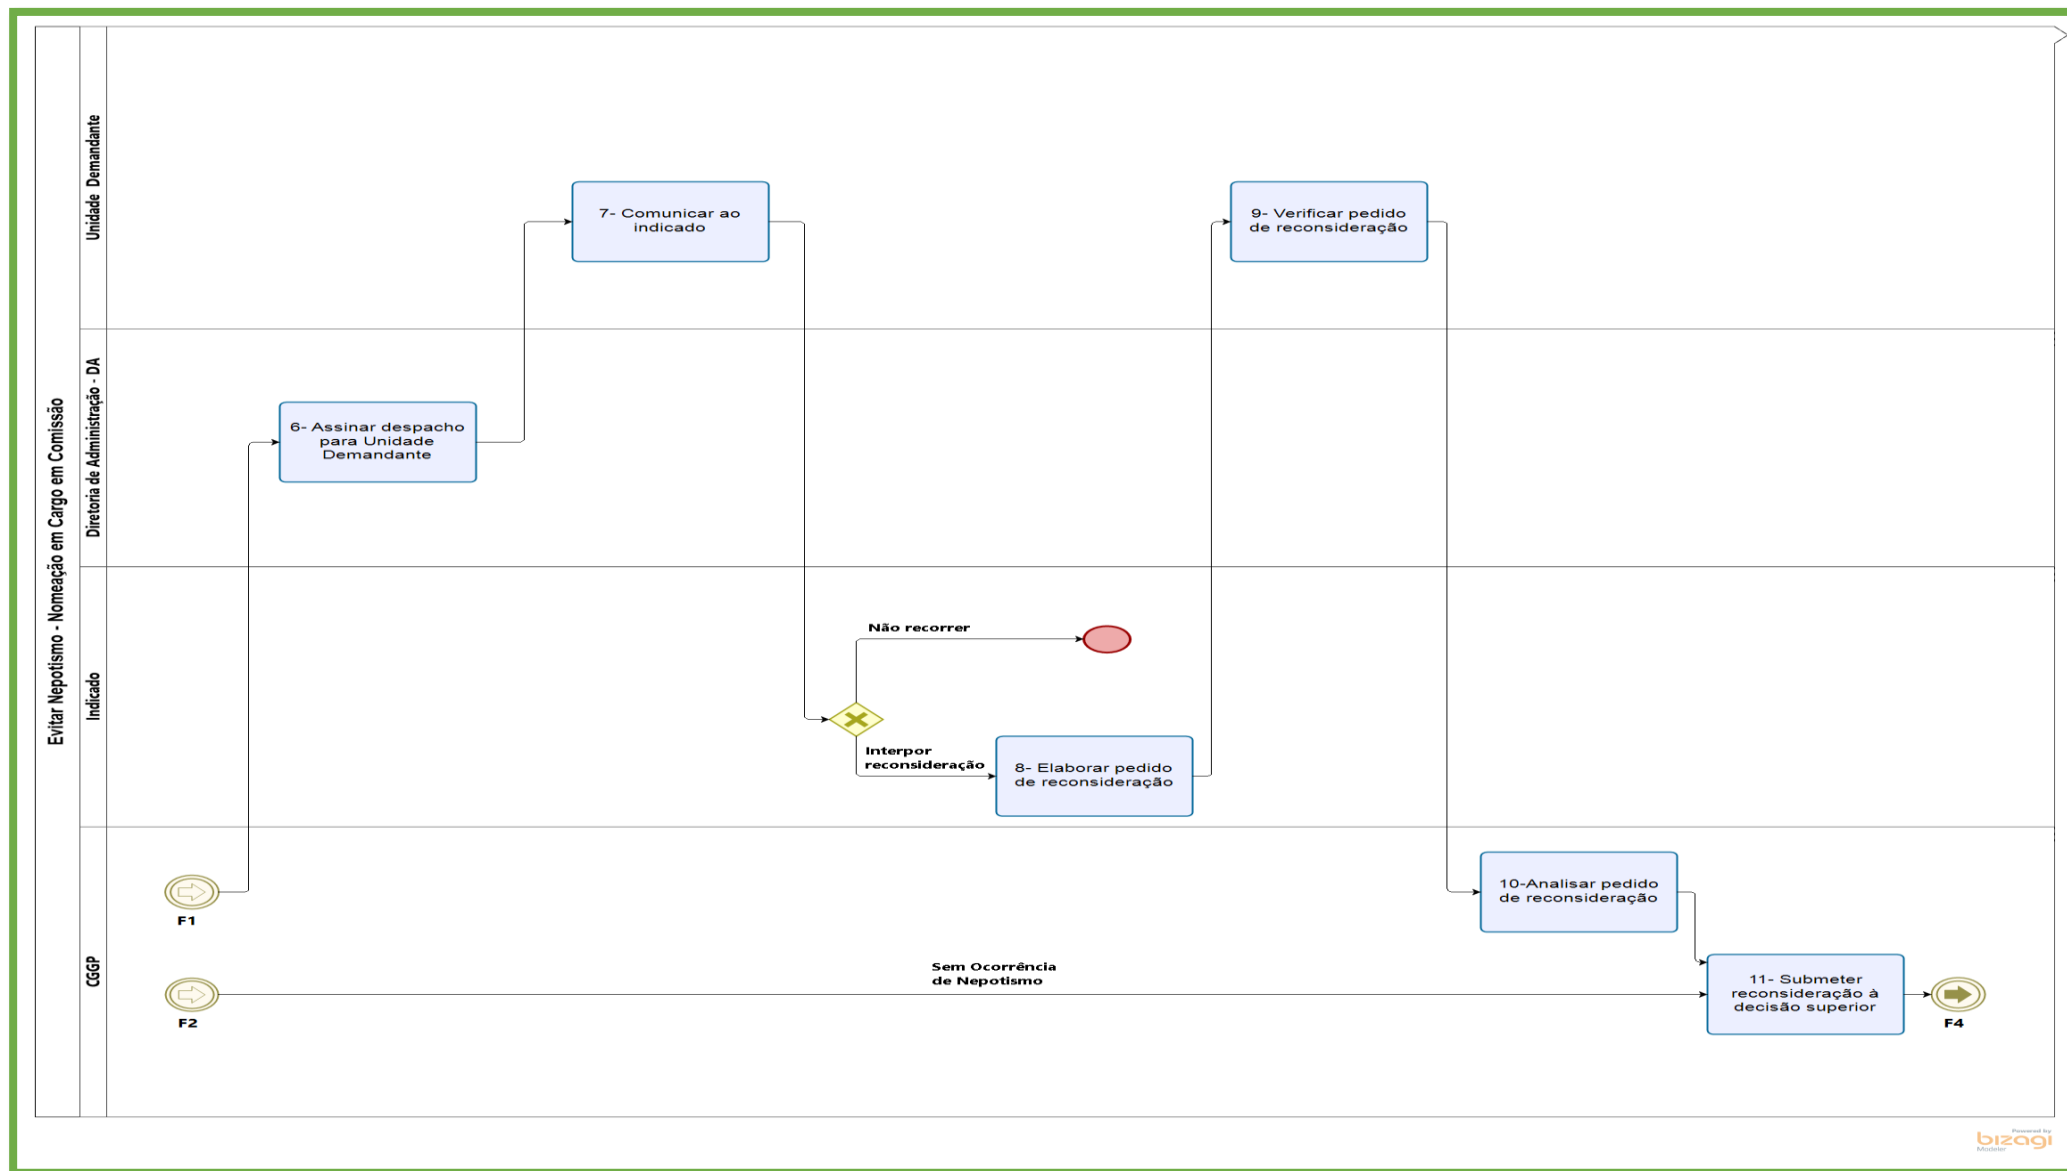 Evitar Nepotismo - Nomeação em Cargo em Comissão
Unidade Demandante
7- Comunicar ao
indicado
9- Verificar pedido
de reconsideração
Diretoria de Administração - DA
6- Assinar despacho
para Unidade
Demandante
Indicado
Não recorrer
Interpor
reconsideração
8- Elaborar pedido
de reconsideração
CGGP
F1
10-Analisar pedido
de reconsideração
Sem Ocorrência
de Nepotismo
F2
11- Submeter
reconsideração à
decisão superior
F4
Powered by
bizagi
Modeler